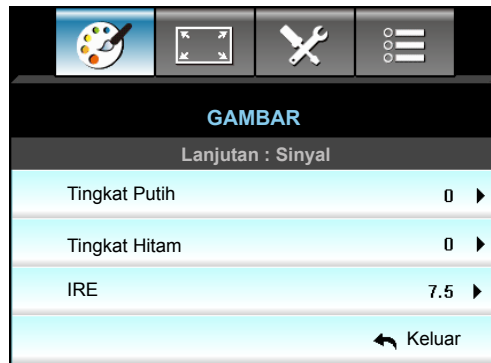 GAMBAR
Lanjutan : Sinyal
Tingkat Putih 0
Tingkat Hitam 0
IRE 7.5
Keluar